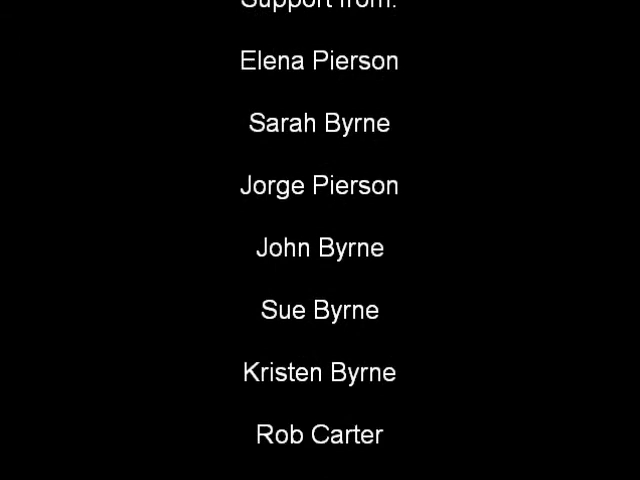 Support from:
Elena Pierson
Sarah Byrne
Jorge Pierson
John Byrne
Sue Byrne
Kristen Byrne
Rob Carter